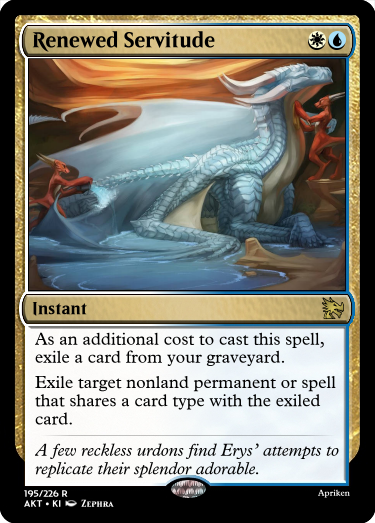 Renewed Servitude
Instant
As an additional cost to cast this spell,
exile a card from your graveyard.
Exile target nonland permanent or spell
that shares a card type with the exiled
card.
A few reckless urdons find Erys' attempts to
replicate their splendor adorable.
195/226 R
AKT • KI Zephra
Apriken